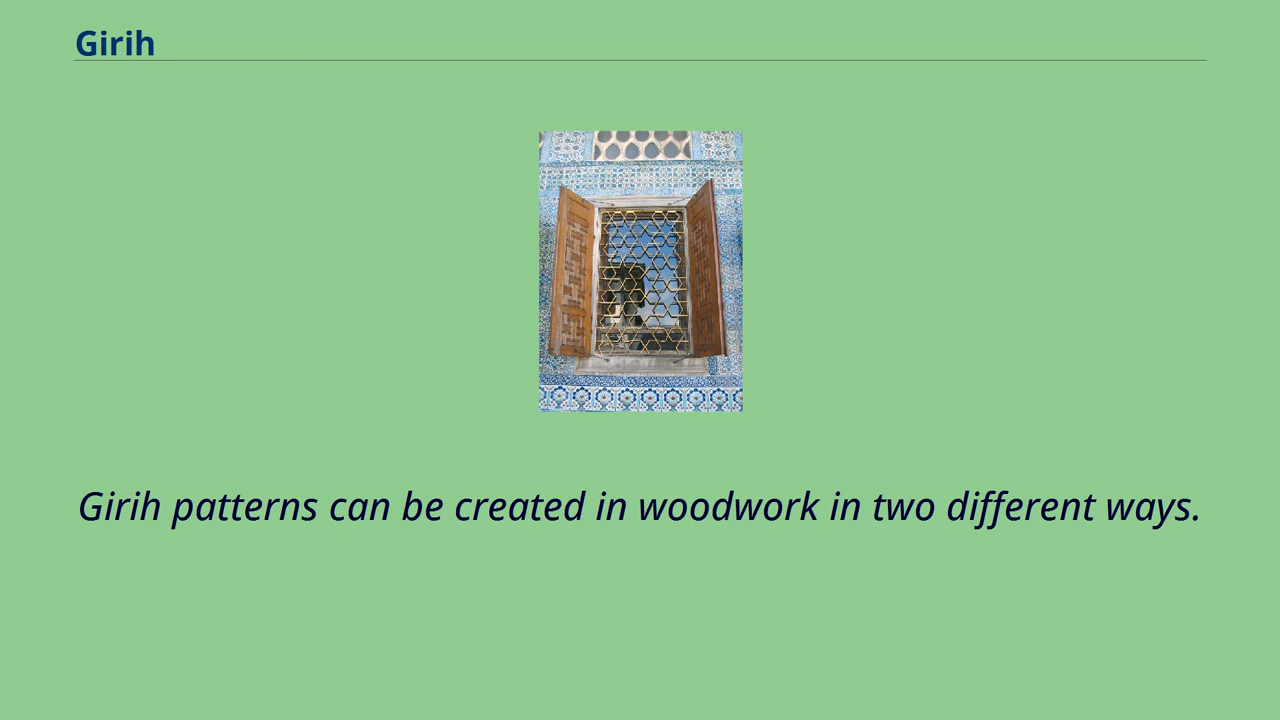 Girih
Girih patterns can be created in woodwork in two different ways.